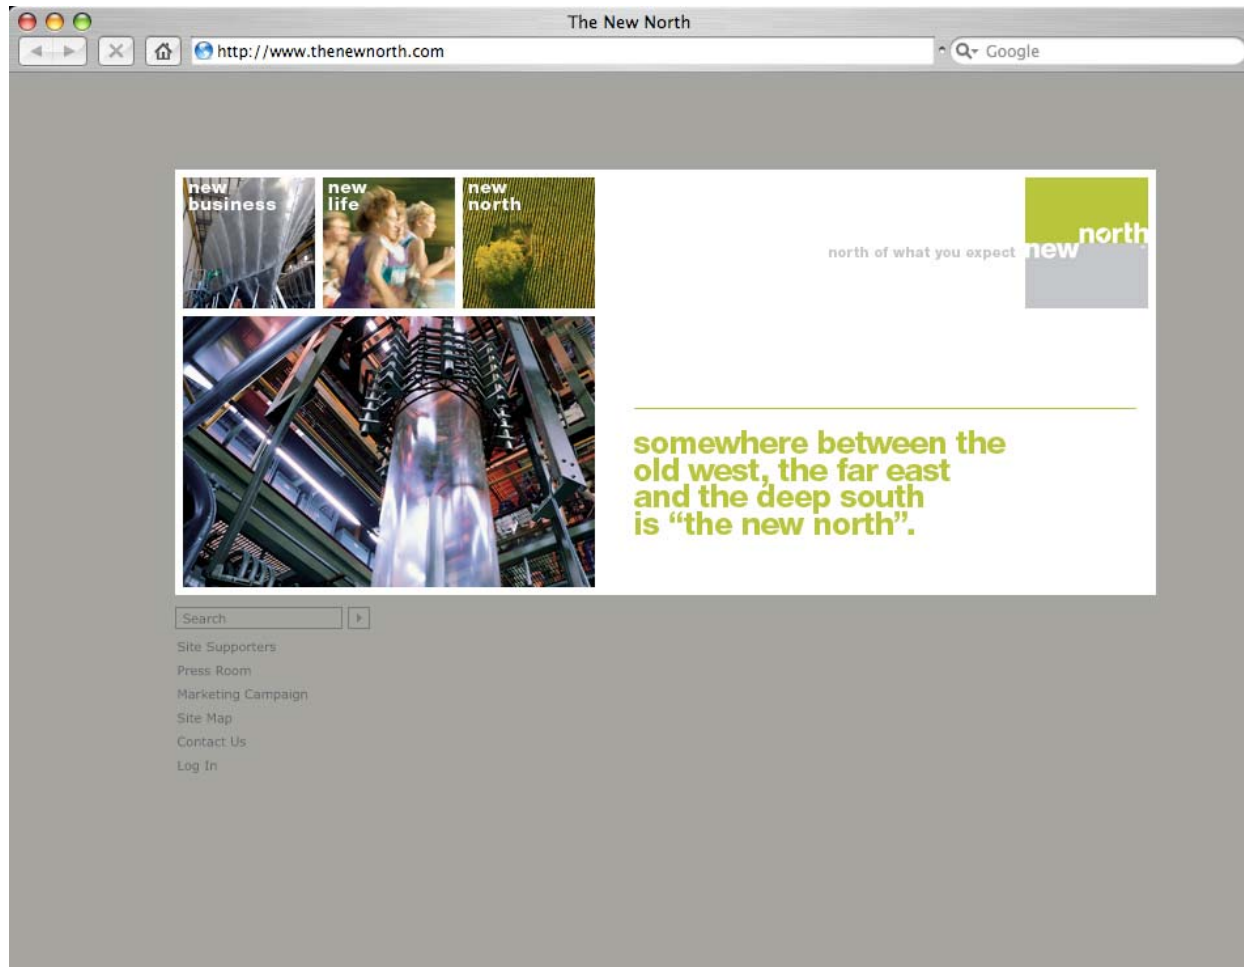 The New North
http://www.thenewnorth.com
Google
new
business
new
life
new
north
north of what you expect
north
new
somewhere between the
old west, the far east
and the deep south
is “the new north”.
Search
Site Supporters
Press Room
Marketing Campaign
Site Map
Contact Us
Log In